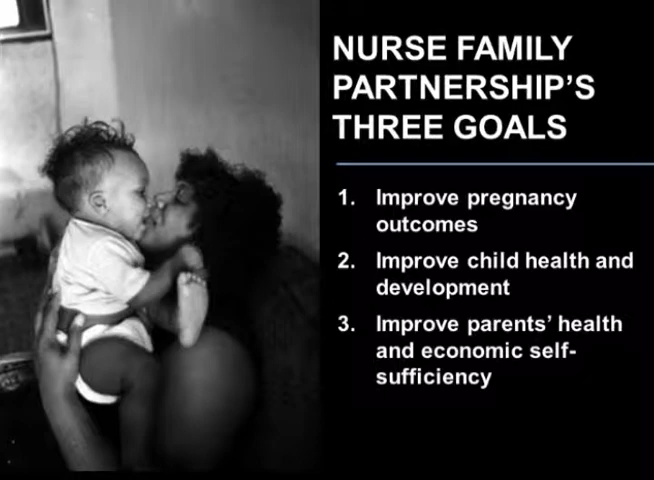 NURSE FAMILY
PARTNERSHIP’S
THREE GOALS
1. Improve pregnancy
outcomes
2. Improve child health and
development
3. Improve parents’ health
and economic self-
sufficiency